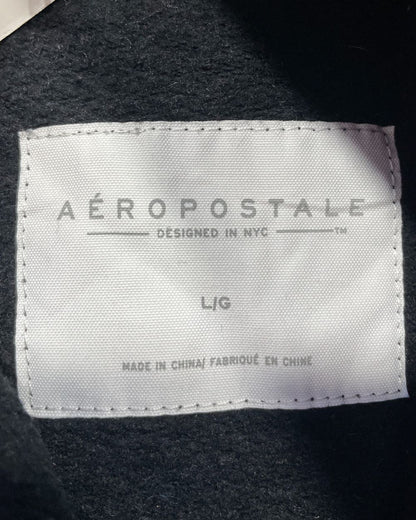 AÉROPOSTALE
DESIGNED IN NYC ™
L/G
MADE IN CHINA/ FABRIQUÉ EN CHINE